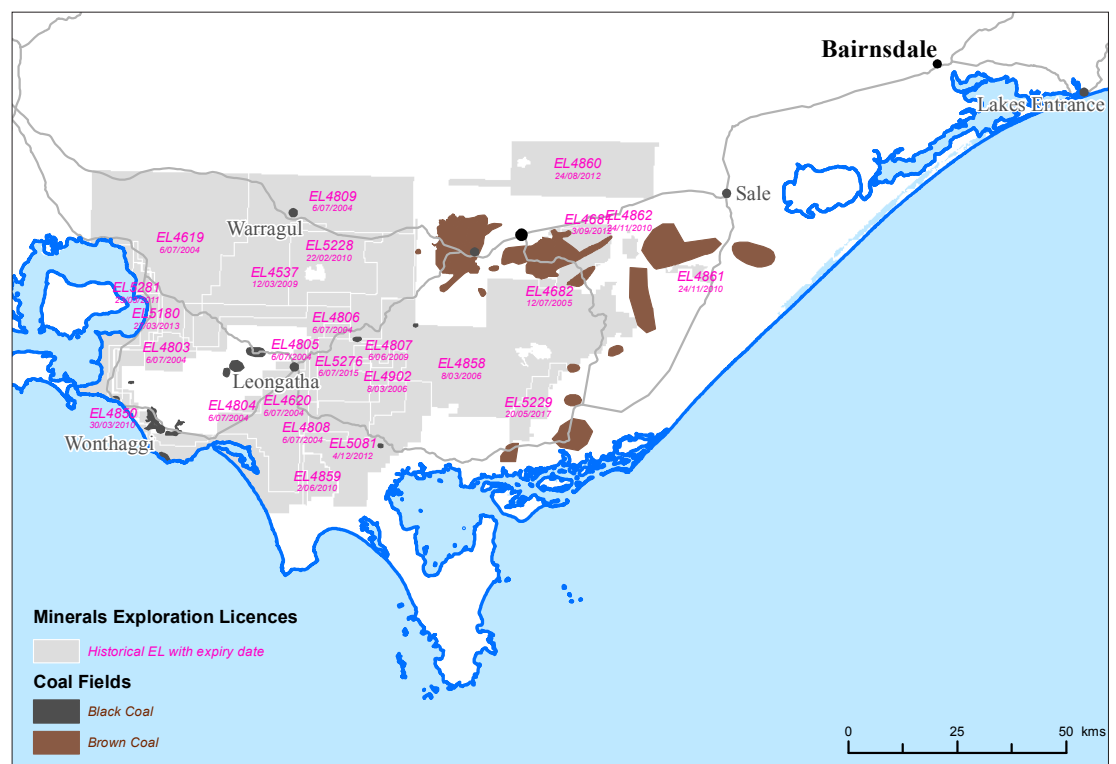 Bairnsdale
Lakes Entrance
EL4860
24/08/2012
Sale
EL4809
6/07/2004
Warragul
EL4681
3/09/2012
EL4862
24/11/2010
EL4619
6/07/2004
EL5228
22/02/2010
EL4537
12/03/2009
EL4861
24/11/2010
EL5281
EL4682
12/07/2005
EL5180
EL4806
6/07/2004
EL4803
6/07/2004
EL4805
6/07/2004
EL4807
6/06/2009
EL5276
6/07/2015
EL4858
8/03/2006
Leongatha
EL4902
8/03/2006
EL4804
6/07/2004
EL4620
6/07/2004
EL5229
20/05/2017
EL4850
30/03/2010
EL4808
6/07/2004
Wonthaggi
EL5081
4/12/2012
EL4859
2/06/2010
Minerals Exploration Licences
Historical EL with expiry date
Coal Fields
Black Coal
Brown Coal
0 25 50 kms